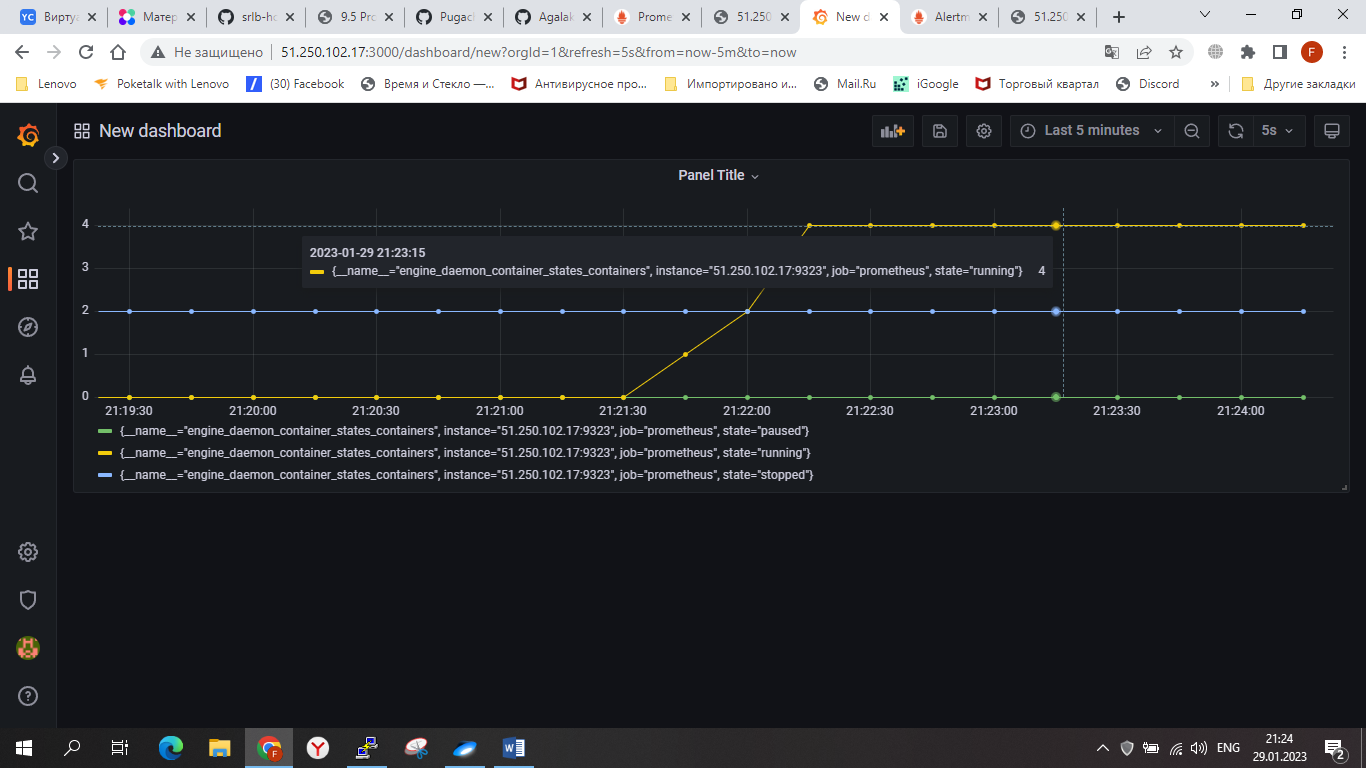 Вирту
Матер
srlb-ho
9.5 Pro
Pugach
Agalak
Prome
51.250
New d
Alertm
51.250
Не защищено
51.250.102.17:3000/dashboard/new?orgId=1&refresh=5s&from=now-5m&to=now
F
Lenovo
Poketalk with Lenovo
(30) Facebook
Время и Стекло —...
Антивирусное про...
Импортировано и...
Mail.Ru
iGoogle
Торговый квартал
Discord
»
Другие закладки
New dashboard
Last 5 minutes
5s
Panel Title
4
3
2
1
0
2023-01-29 21:23:15
{__name__="engine_daemon_container_states_containers", instance="51.250.102.17:9323", job="prometheus", state="running"} 4
21:19:30
21:20:00
21:20:30
21:21:00
21:21:30
21:22:00
21:22:30
21:23:00
21:23:30
21:24:00
{__name__="engine_daemon_container_states_containers", instance="51.250.102.17:9323", job="prometheus", state="paused"}
{__name__="engine_daemon_container_states_containers", instance="51.250.102.17:9323", job="prometheus", state="running"}
{__name__="engine_daemon_container_states_containers", instance="51.250.102.17:9323", job="prometheus", state="stopped"}
ENG
21:24
29.01.2023
2